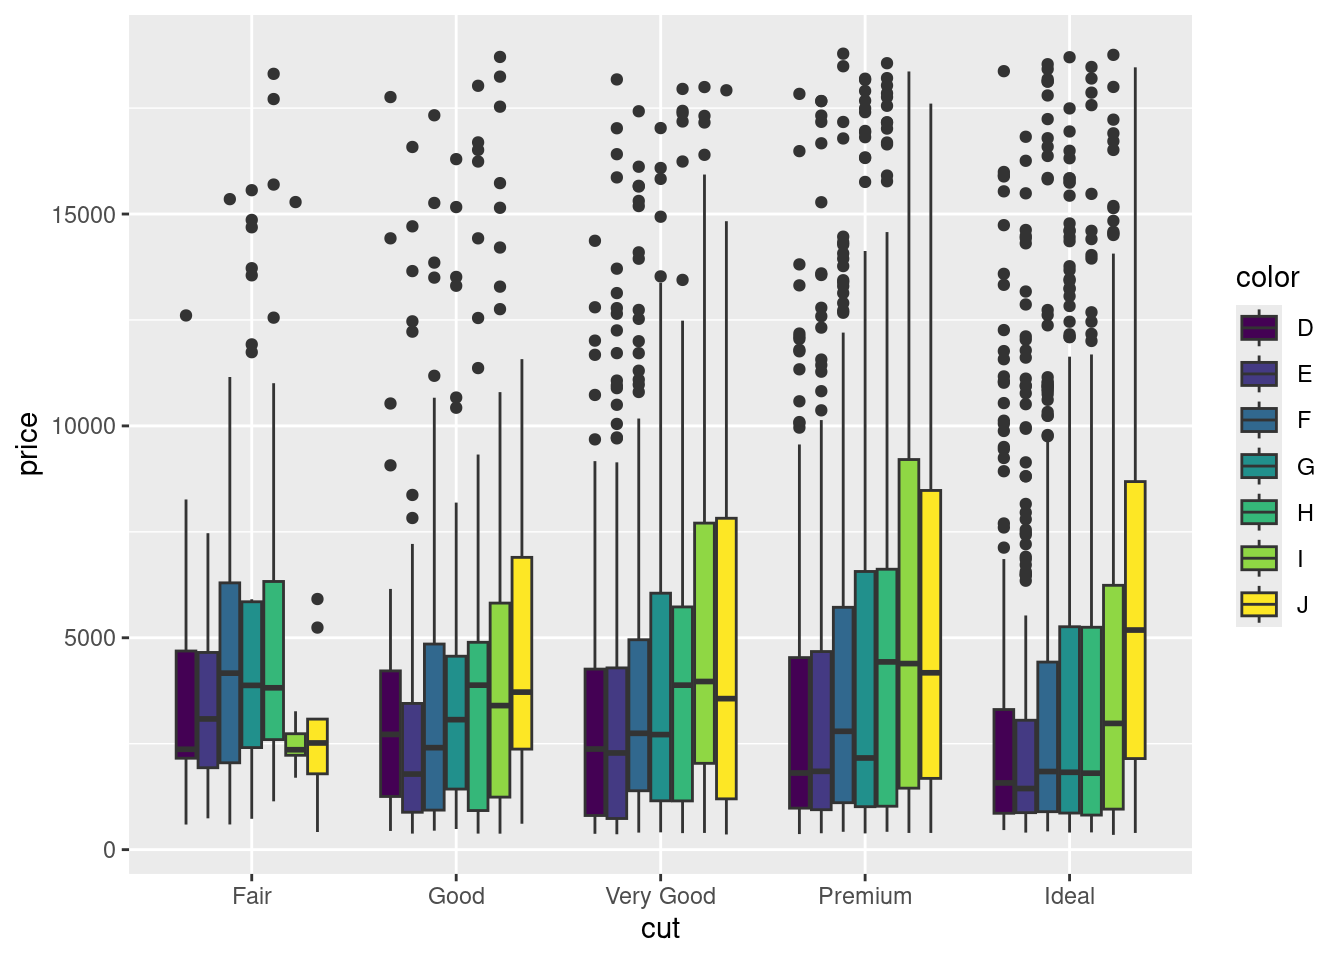 15000
10000
5000
0
price
Fair
Good
Very Good
Premium
Ideal
cut
color
D
E
F
G
H
I
J